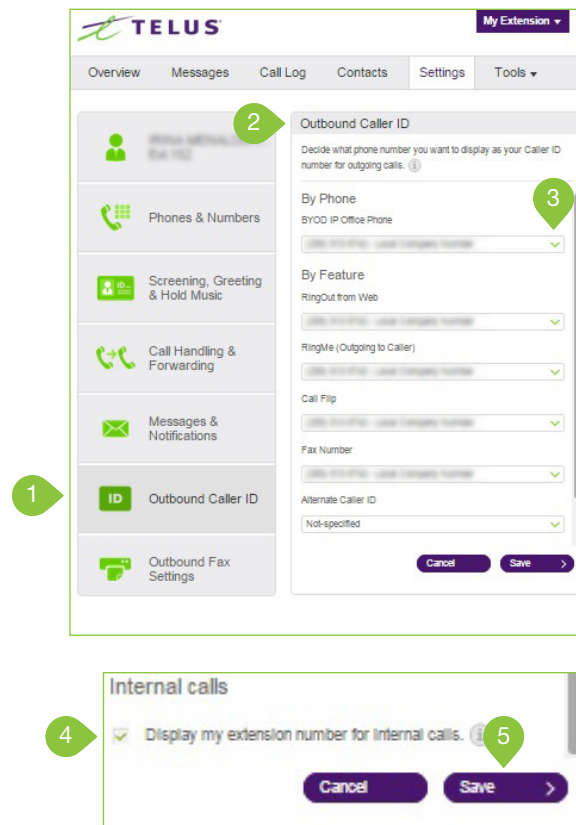 TELUS
My Extension
Overview Messages Call Log Contacts Settings Tools
2
Outbound Caller ID
Decide what phone number you want to display as your Caller ID
number for outgoing calls.
3
By Phone
BYOD IP Office Phone
By Feature
RingOut from Web
RingMe (Outgoing to Caller)
Call Flip
Fax Number
Alternate Caller ID
Not-specified
Cancel Save >
Phones & Numbers
ID
Screening, Greeting
& Hold Music
Call Handling &
Forwarding
Messages &
Notifications
1
ID Outbound Caller ID
Outbound Fax
Settings
Internal calls
4
Display my extension number for internal calls.
5
Cancel Save >